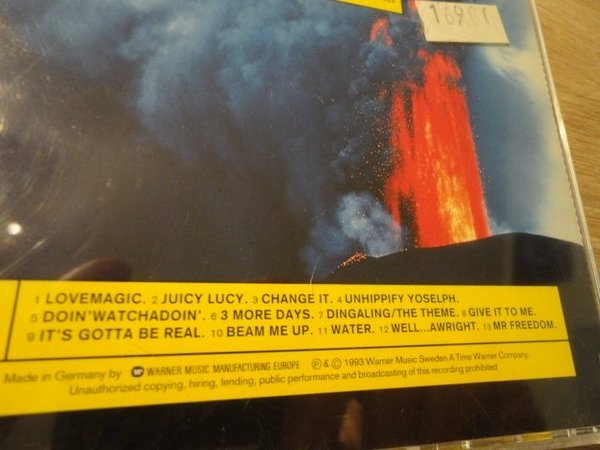 169.01
1 LOVEMAGIC. 2 JUICY LUCY. 3 CHANGE IT. 4 UNHIPPIFY YOSELPH.
5 DOIN'WATCHADOIN'. 6 3 MORE DAYS. 7 DINGALING/THE THEME. 8 GIVE IT TO ME.
9 IT'S GOTTA BE REAL. 10 BEAM ME UP. 11 WATER. 12 WELL...AWRIGHT. 13 MR FREEDOM.
Made in Germany by WARNER MUSIC MANUFACTURING EUROPE ℗ & © 1993 Warner Music Sweden A Time Warner Company.
Unauthorized copying, hiring, lending, public performance and broadcasting of this recording prohibited.